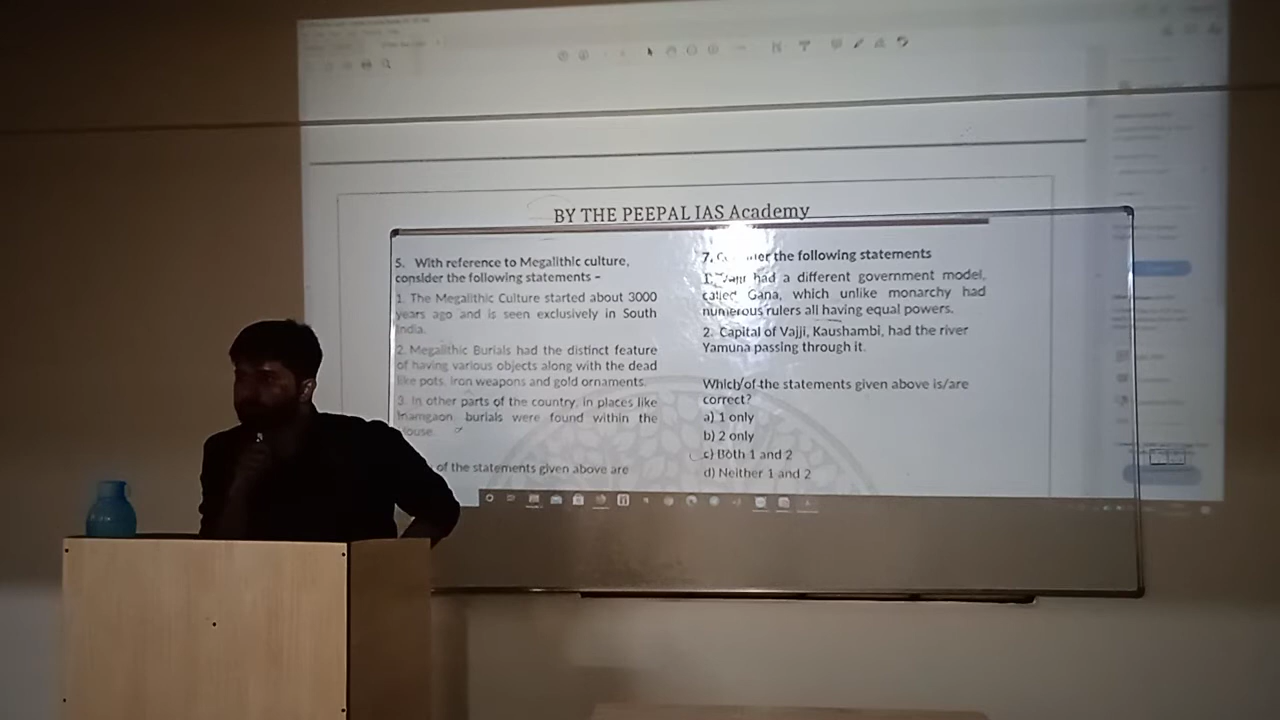 BY THE PEEPAL IAS Academy
5. With reference to Megalithic culture,
consider the following statements –
1. The Megalithic Culture started about 3000
years ago and is seen exclusively in South
India.
2. Megalithic Burials had the distinct feature
of having various objects along with the dead
like pots, iron weapons and gold ornaments.
3. In other parts of the country, in places like
Inamgaon, burials were found within the
House.
of the statements given above are
7. the following statements
1. had a different government model,
called Gana, which unlike monarchy had
numerous rulers all having equal powers.
2. Capital of Vajji, Kaushambi, had the river
Yamuna passing through it.
Which of the statements given above is/are
correct?
a) 1 only
b) 2 only
c) Both 1 and 2
d) Neither 1 and 2